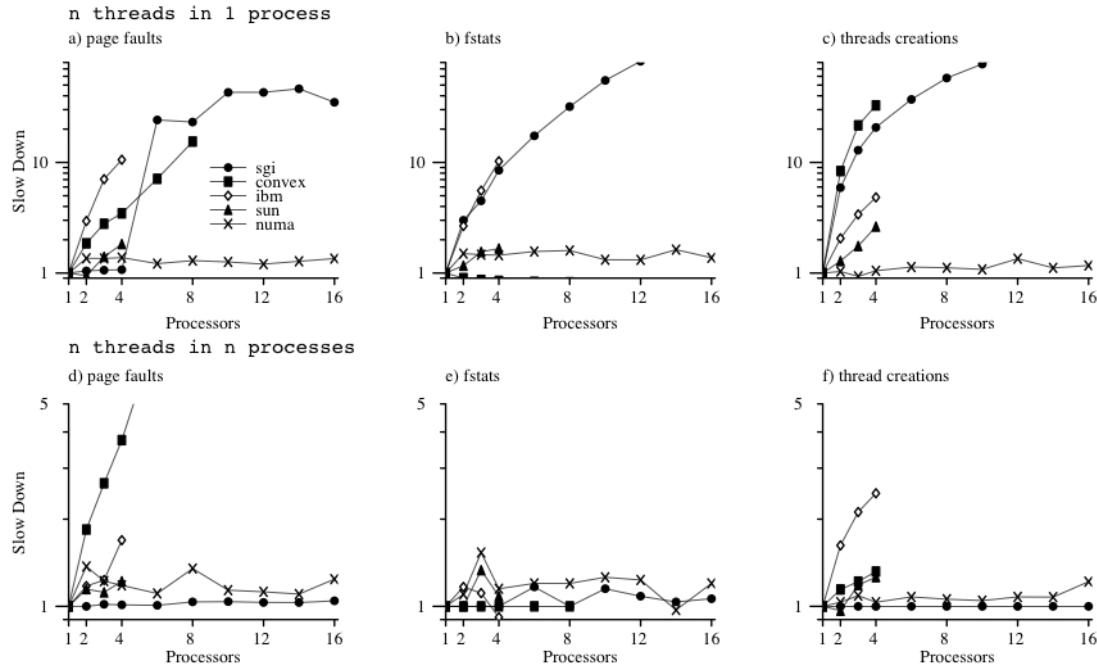 n threads in 1 process
a) page faults
b) fstats
c) threads creations
Slow Down
10
1
sgi
convex
ibm
sun
numa
1 2 4 8 12 16
Processors
10
1
1 2 4 8 12 16
Processors
10
1
1 2 4 8 12 16
Processors
n threads in n processes
d) page faults
e) fstats
f) thread creations
Slow Down
5
1
1 2 4 8 12 16
Processors
5
1
1 2 4 8 12 16
Processors
5
1
1 2 4 8 12 16
Processors